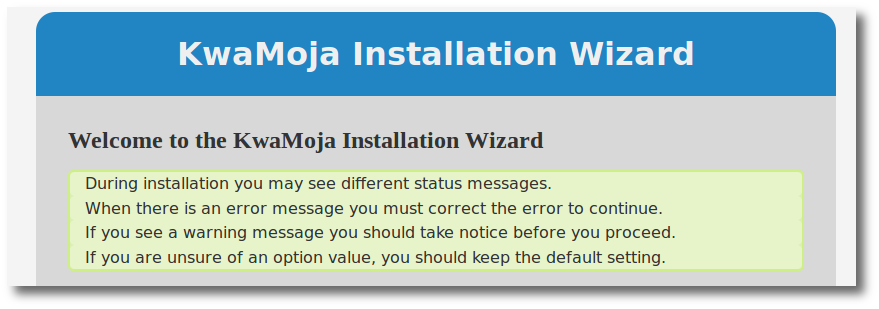 KwaMoja Installation Wizard
Welcome to the KwaMoja Installation Wizard
During installation you may see different status messages.
When there is an error message you must correct the error to continue.
If you see a warning message you should take notice before you proceed.
If you are unsure of an option value, you should keep the default setting.